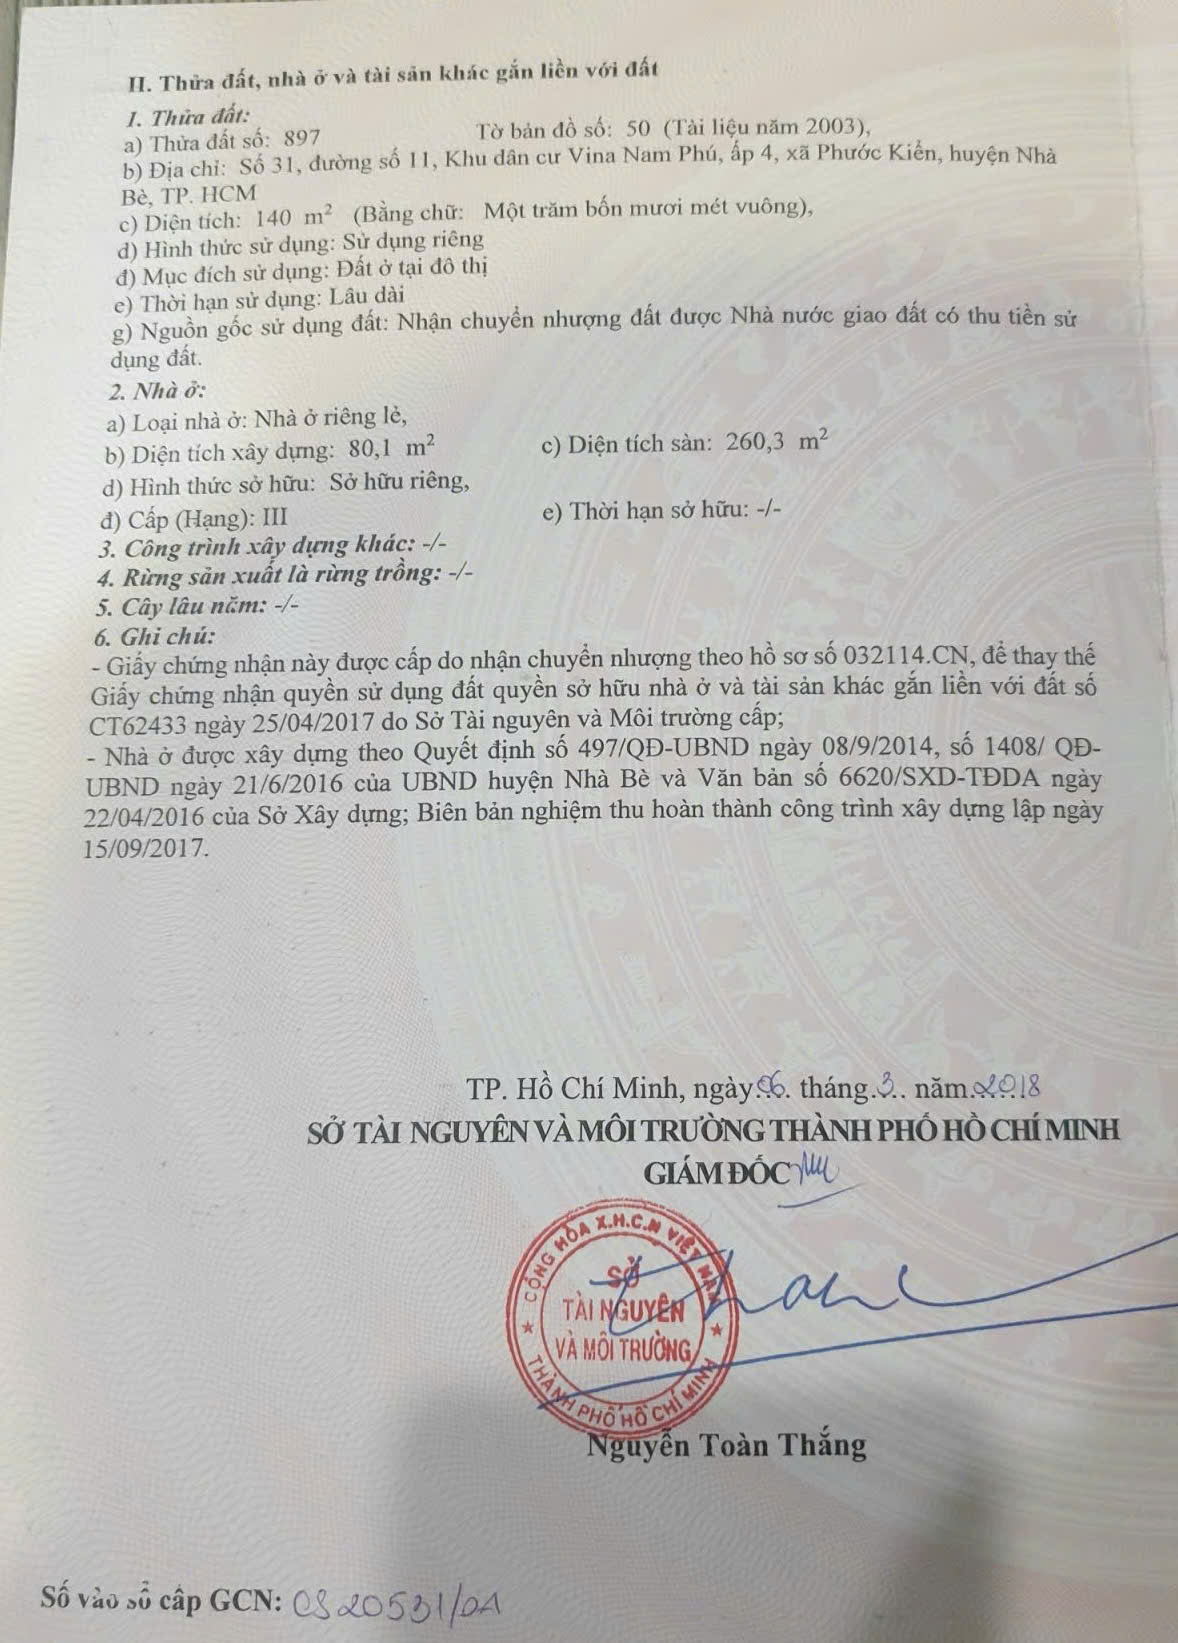 II. Thửa đất, nhà ở và tài sản khác gắn liền với đất
1. Thửa đất:
a) Thửa đất số: 897 Tờ bản đồ số: 50 (Tài liệu năm 2003),
b) Địa chỉ: Số 31, đường số 11, Khu dân cư Vina Nam Phú, ấp 4, xã Phước Kiển, huyện Nhà
Bè, TP. HCM
c) Diện tích: 140 m² (Bằng chữ: Một trăm bốn mươi mét vuông),
d) Hình thức sử dụng: Sử dụng riêng
đ) Mục đích sử dụng: Đất ở tại đô thị
e) Thời hạn sử dụng: Lâu dài
g) Nguồn gốc sử dụng đất: Nhận chuyển nhượng đất được Nhà nước giao đất có thu tiền sử
dụng đất.
2. Nhà ở:
a) Loại nhà ở: Nhà ở riêng lẻ,
b) Diện tích xây dựng: 80,1 m² c) Diện tích sàn: 260,3 m²
d) Hình thức sở hữu: Sở hữu riêng,
đ) Cấp (Hạng): III e) Thời hạn sở hữu: -/-
3. Công trình xây dựng khác: -/-
4. Rừng sản xuất là rừng trồng: -/-
5. Cây lâu năm: -/-
6. Ghi chú:
- Giấy chứng nhận này được cấp do nhận chuyển nhượng theo hồ sơ số 032114.CN, để thay thế
Giấy chứng nhận quyền sử dụng đất quyền sở hữu nhà ở và tài sản khác gắn liền với đất số
CT62433 ngày 25/04/2017 do Sở Tài nguyên và Môi trường cấp;
- Nhà ở được xây dựng theo Quyết định số 497/QĐ-UBND ngày 08/9/2014, số 1408/ QĐ-
UBND ngày 21/6/2016 của UBND huyện Nhà Bè và Văn bản số 6620/SXD-TĐDA ngày
22/04/2016 của Sở Xây dựng; Biên bản nghiệm thu hoàn thành công trình xây dựng lập ngày
15/09/2017.
TP. Hồ Chí Minh, ngày 06 tháng 3 năm 2018
SỞ TÀI NGUYÊN VÀ MÔI TRƯỜNG THÀNH PHỐ HỒ CHÍ MINH
GIÁM ĐỐC
CỘNG HÒA X.H.C.N VIỆT NAM
SỞ
TÀI NGUYÊN
VÀ MÔI TRƯỜNG
THÀNH PHỐ HỒ CHÍ MINH
Nguyễn Toàn Thắng
Số vào sổ cấp GCN: CS20531/DA